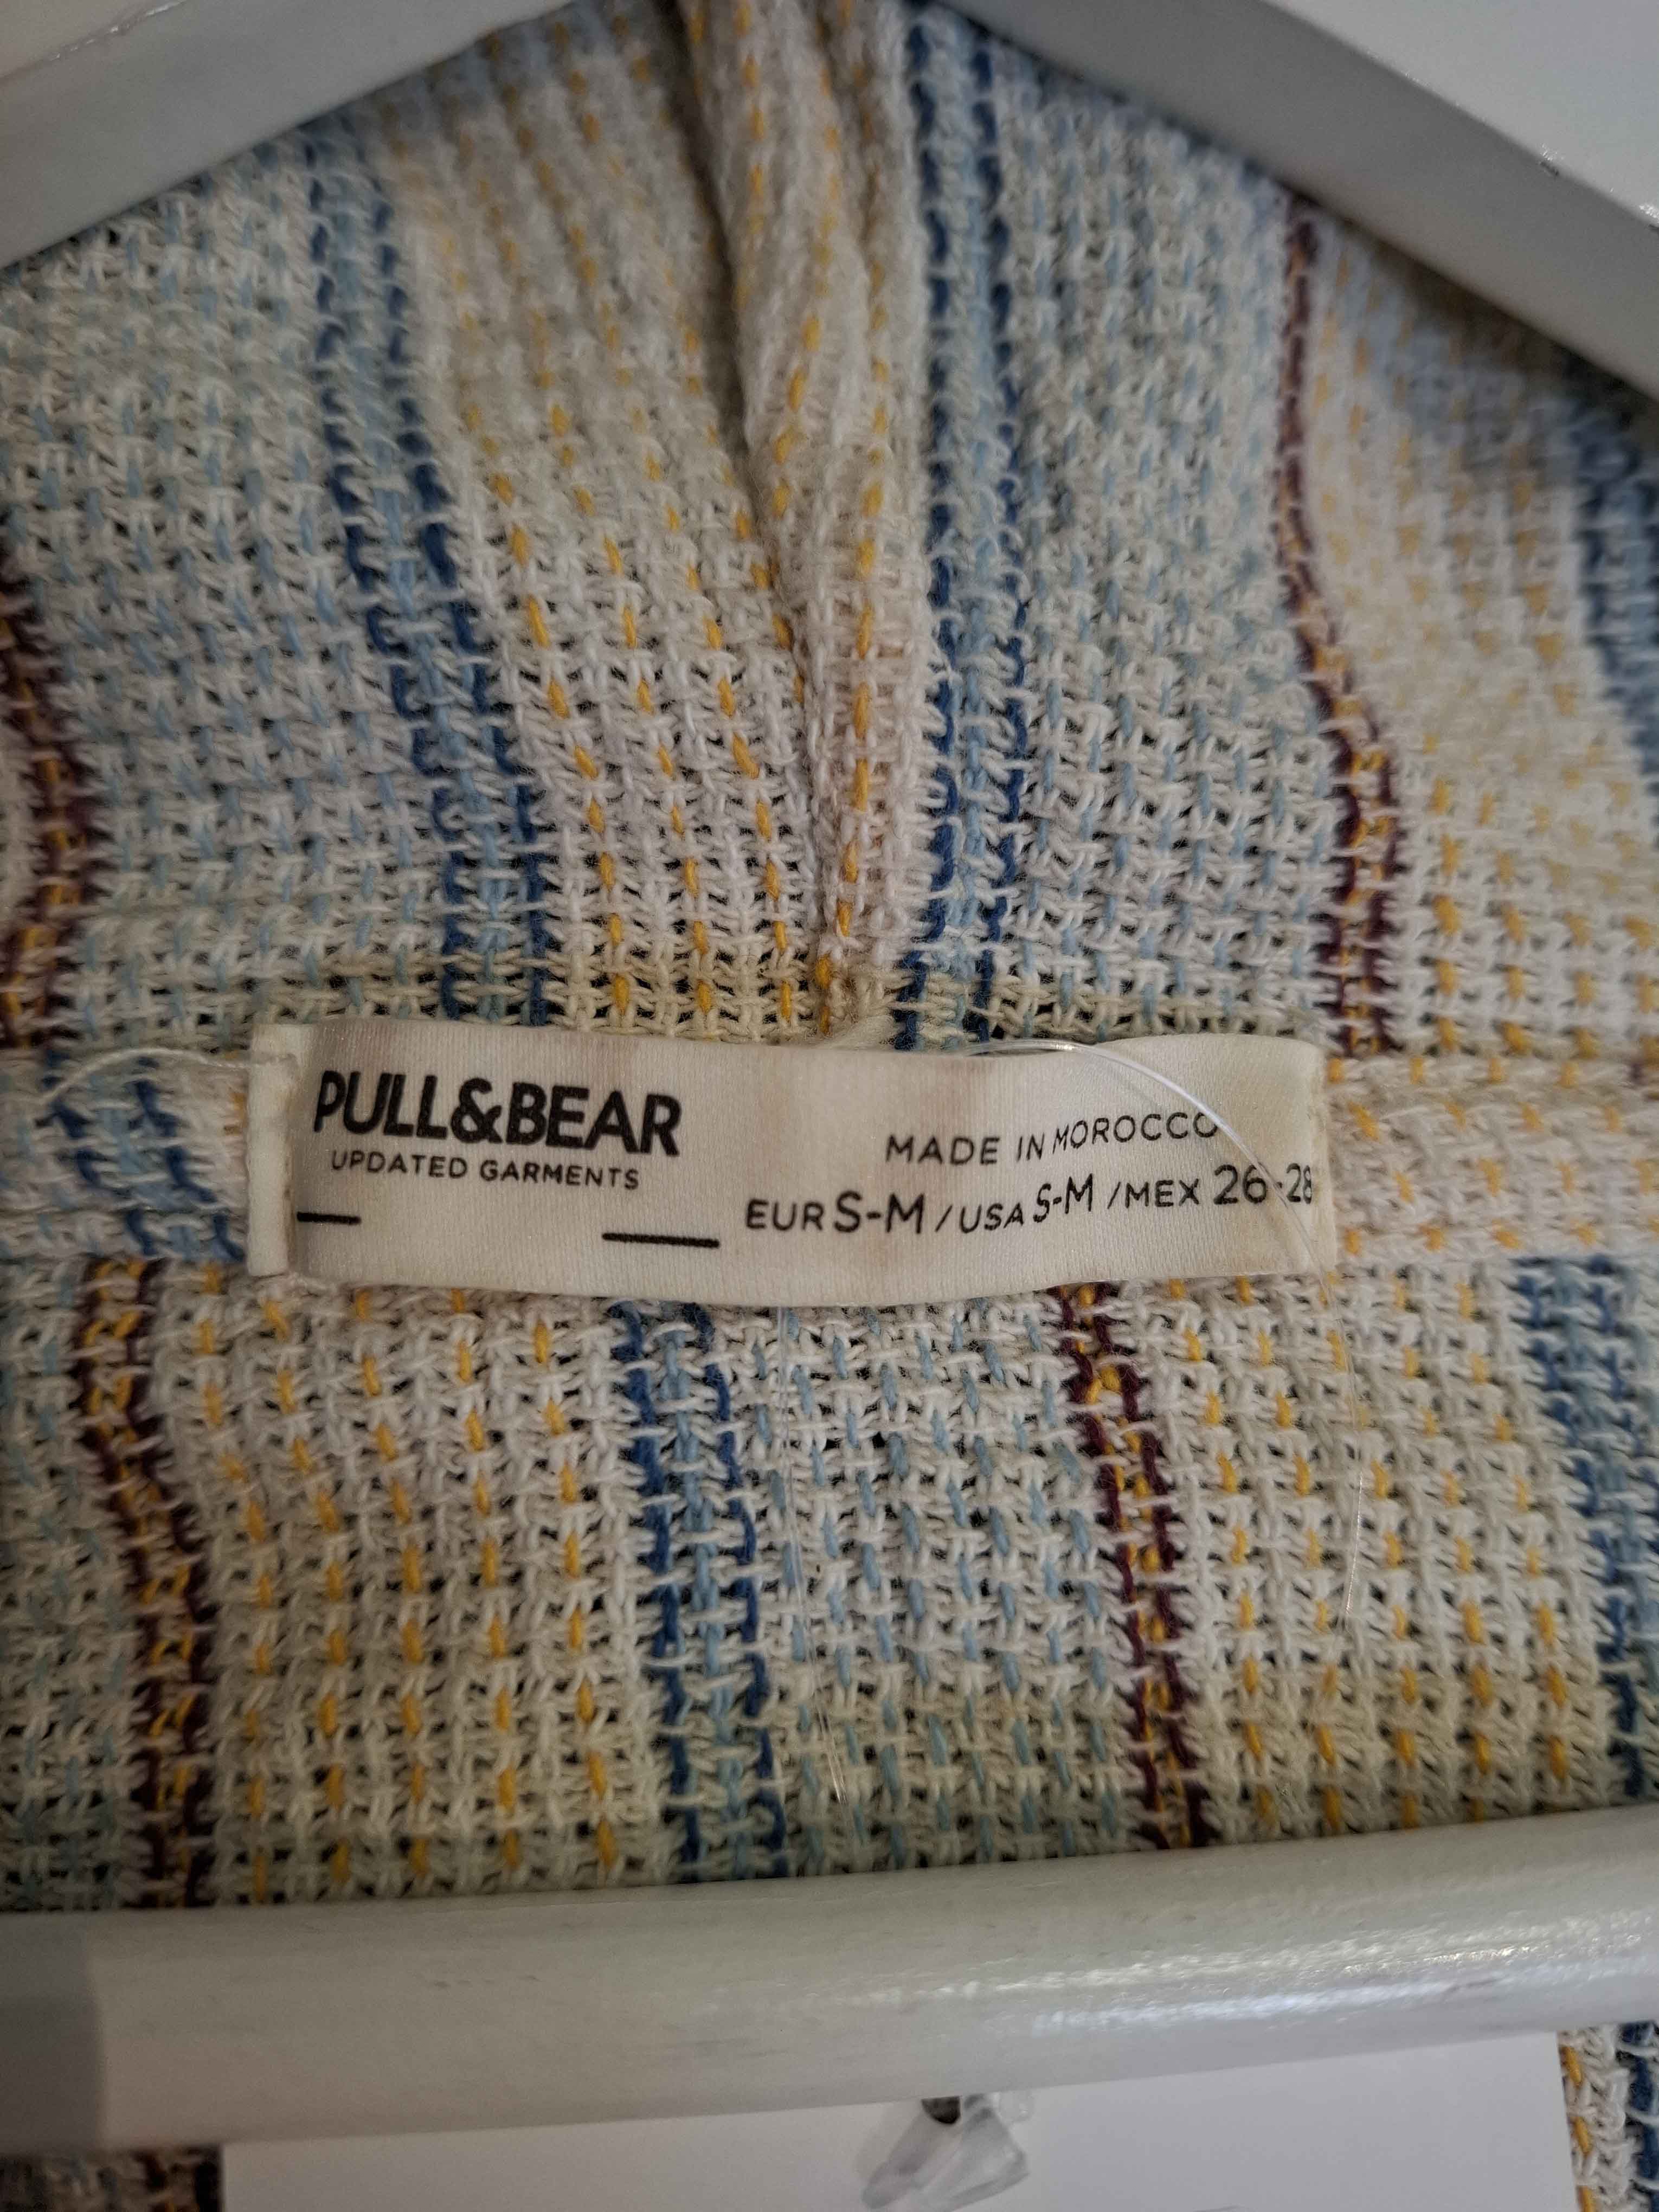 PULL&BEAR
UPDATED GARMENTS
MADE IN MOROCCO
EUR S-M / USA S-M / MEX 26-28